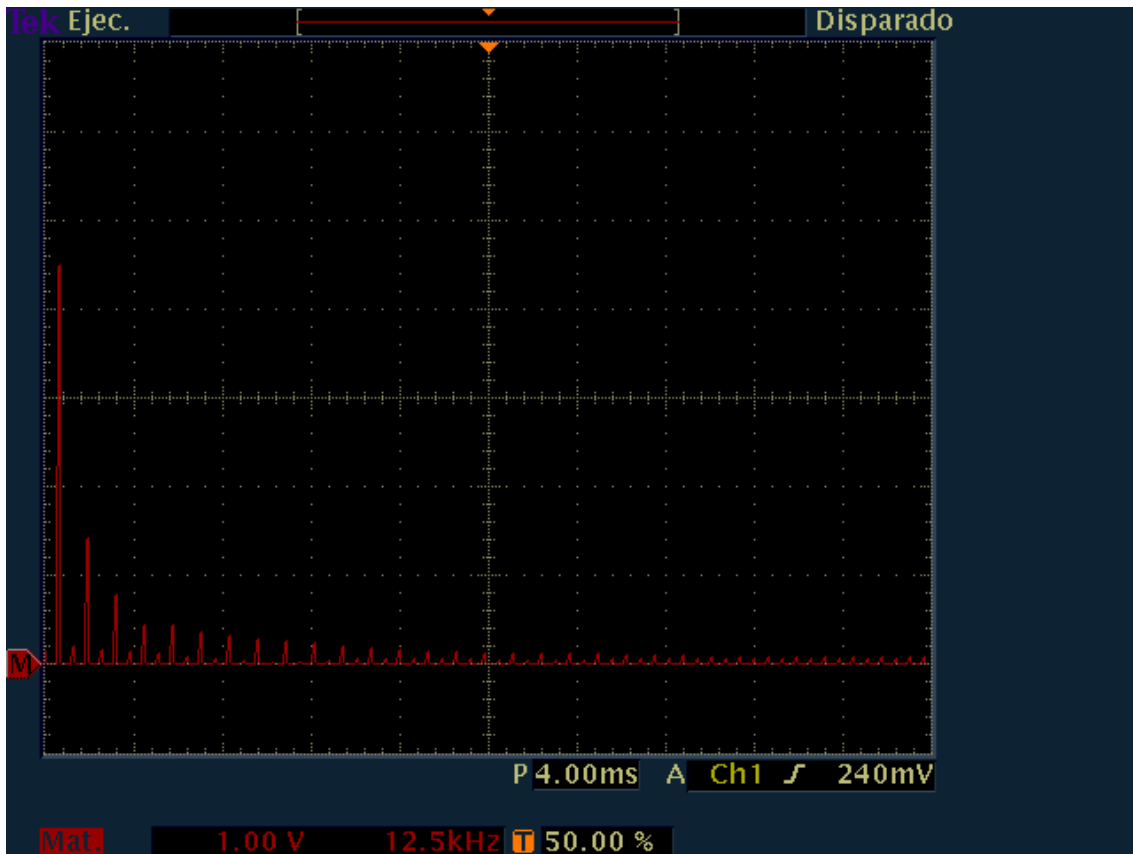 Tek Ejec. Disparado
M
P 4.00ms A Ch1 240mV
Mat. 1.00 V 12.5kHz T 50.00 %